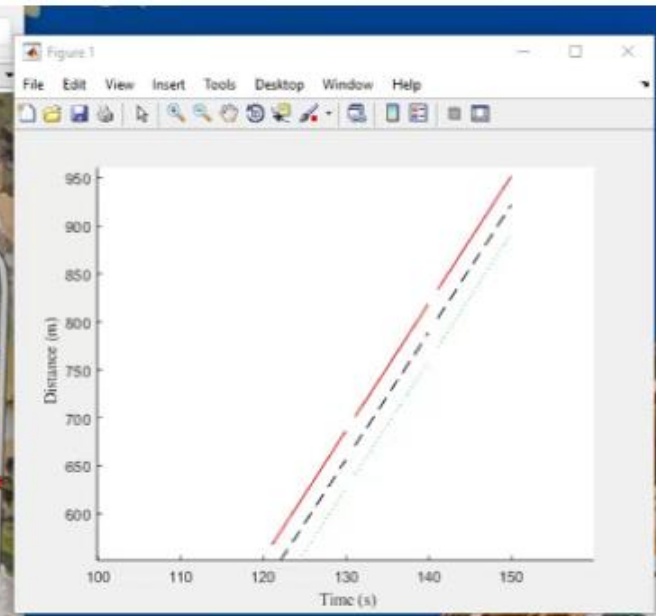 Figure 1
File Edit View Insert Tools Desktop Window Help
950
900
850
800
750
700
650
600
Distance (m)
100 110 120 130 140 150
Time (s)